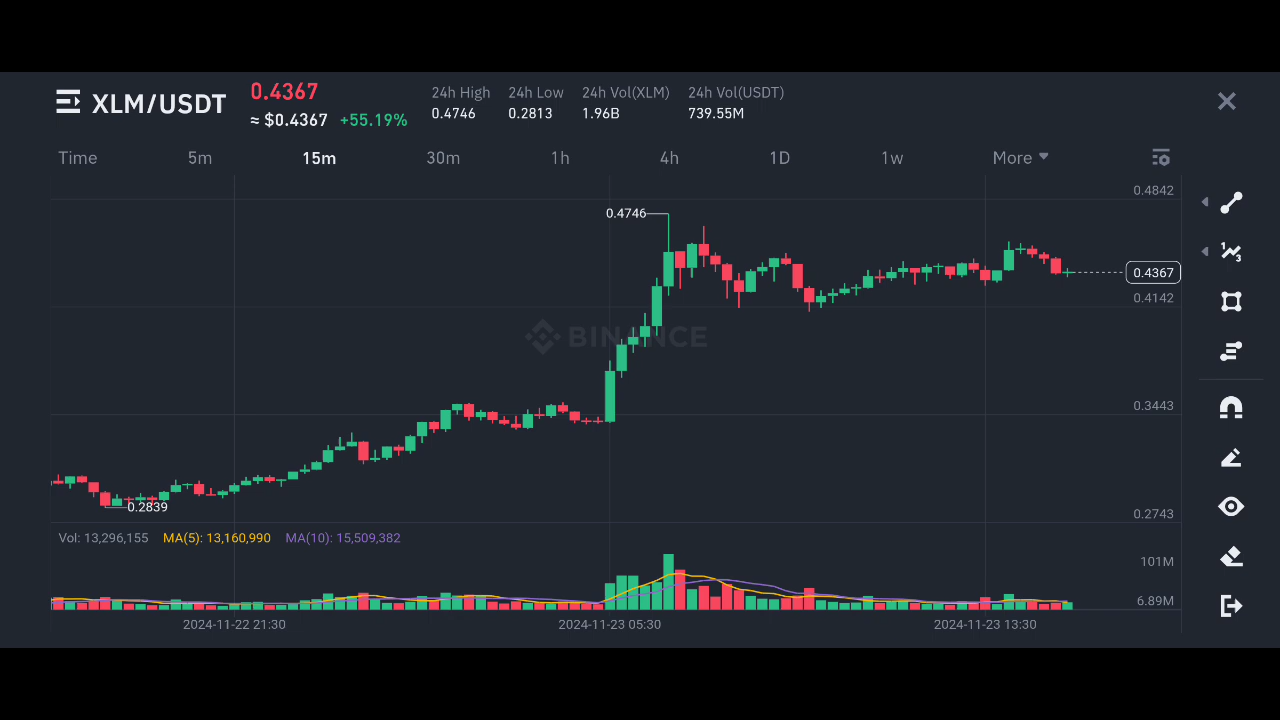 XLM/USDT
0.4367
≈ $0.4367 +55.19%
24h High 24h Low 24h Vol(XLM) 24h Vol(USDT)
0.4746 0.2813 1.96B 739.55M
Time 5m 15m 30m 1h 4h 1D 1w More
0.4842
0.4746
0.4367
0.4142
BINANCE
0.3443
0.2839
0.2743
Vol: 13,296,155 MA(5): 13,160,990 MA(10): 15,509,382
101M
6.89M
2024-11-22 21:30 2024-11-23 05:30 2024-11-23 13:30
1
3